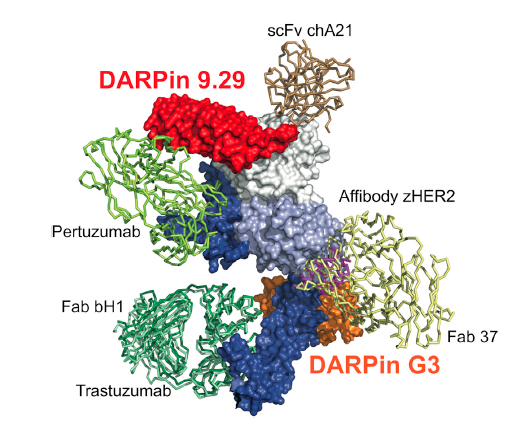 scFv chA21
DARPin 9.29
Affibody zHER2
Pertuzumab
Fab bH1
Fab 37
DARPin G3
Trastuzumab